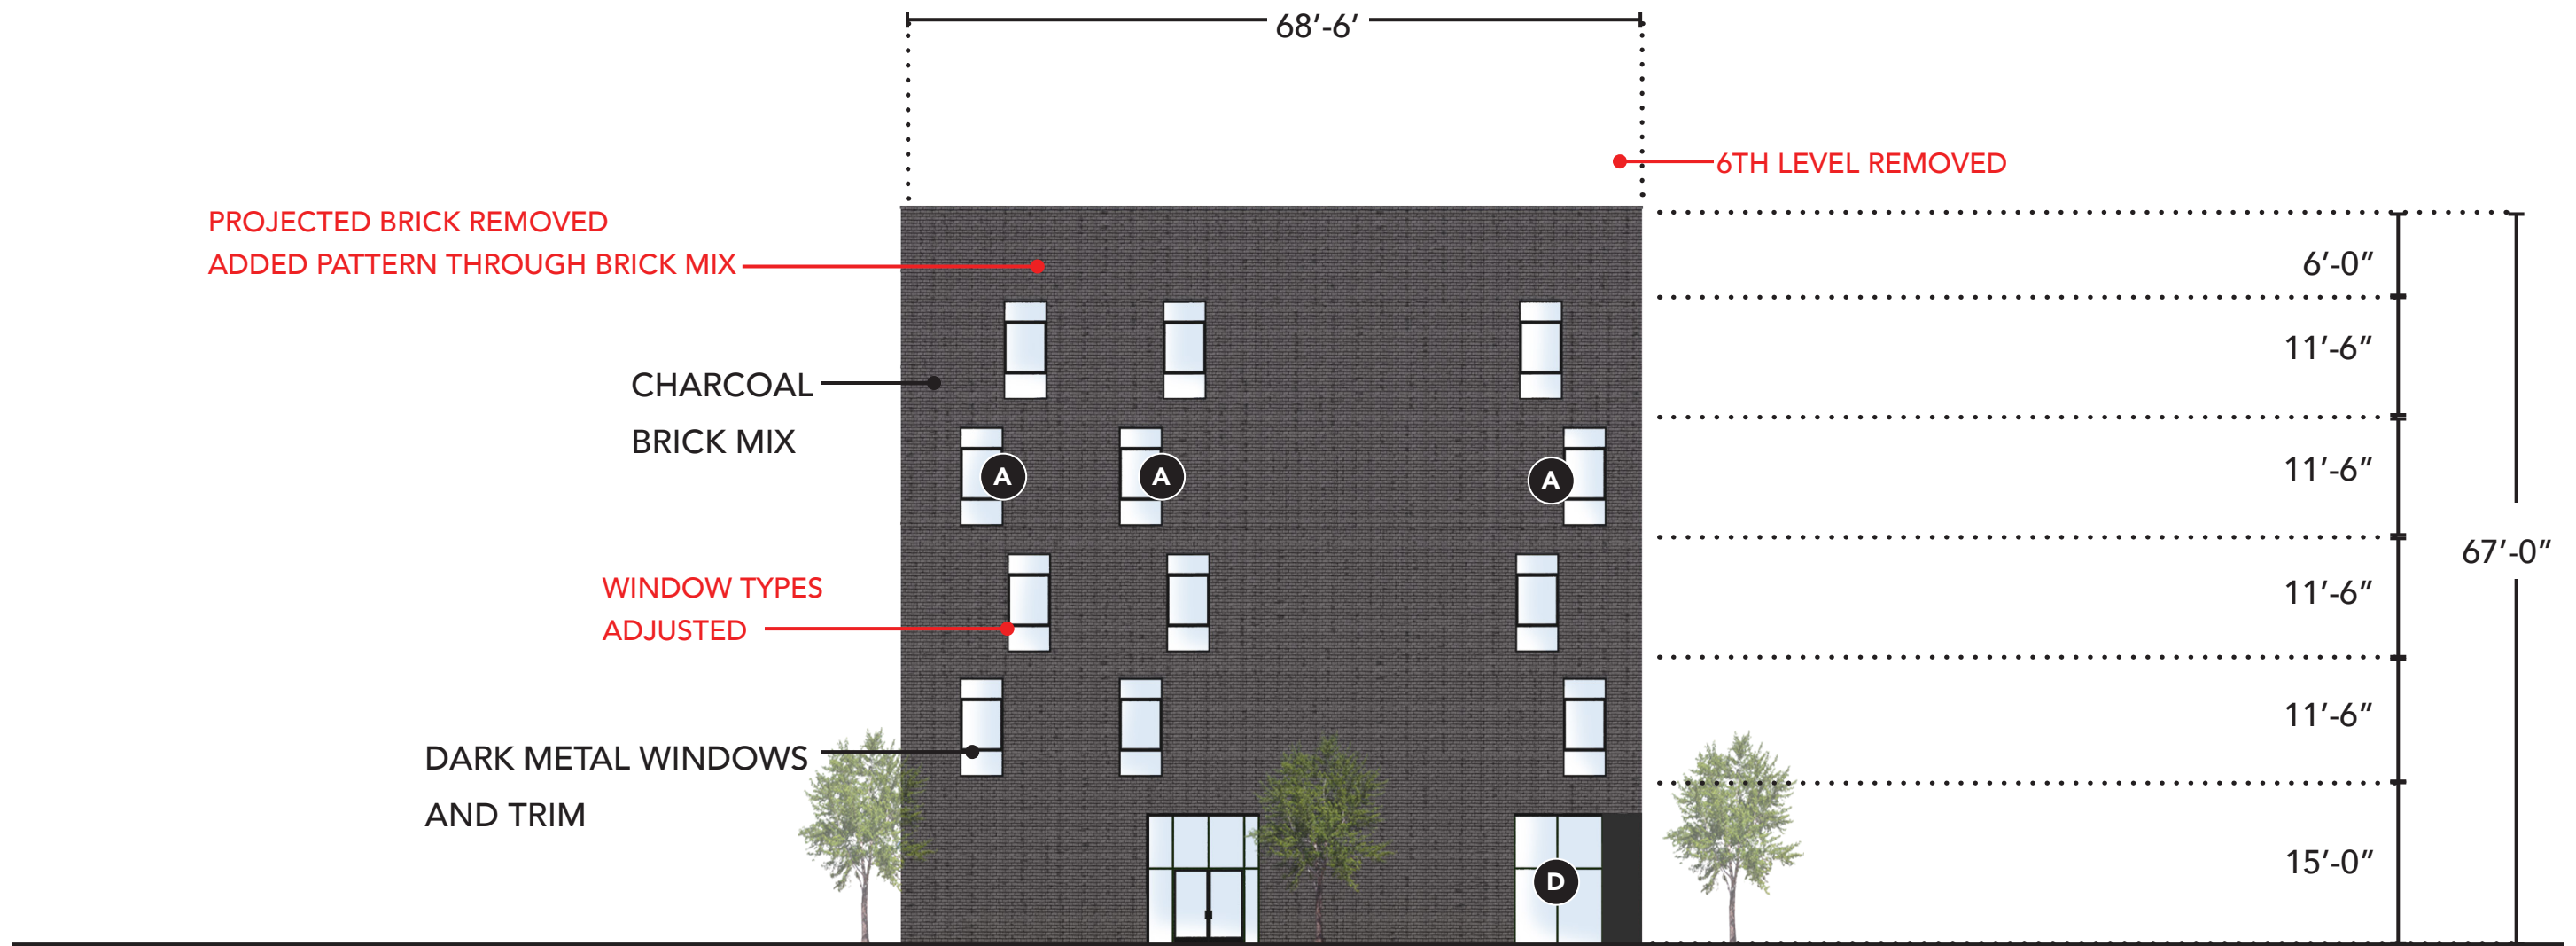 68’-6’
6TH LEVEL REMOVED
PROJECTED BRICK REMOVED
ADDED PATTERN THROUGH BRICK MIX
6’-0”
11’-6”
CHARCOAL
BRICK MIX
A
A
A
11’-6”
67’-0”
WINDOW TYPES
ADJUSTED
11’-6”
11’-6”
DARK METAL WINDOWS
AND TRIM
15’-0”
D